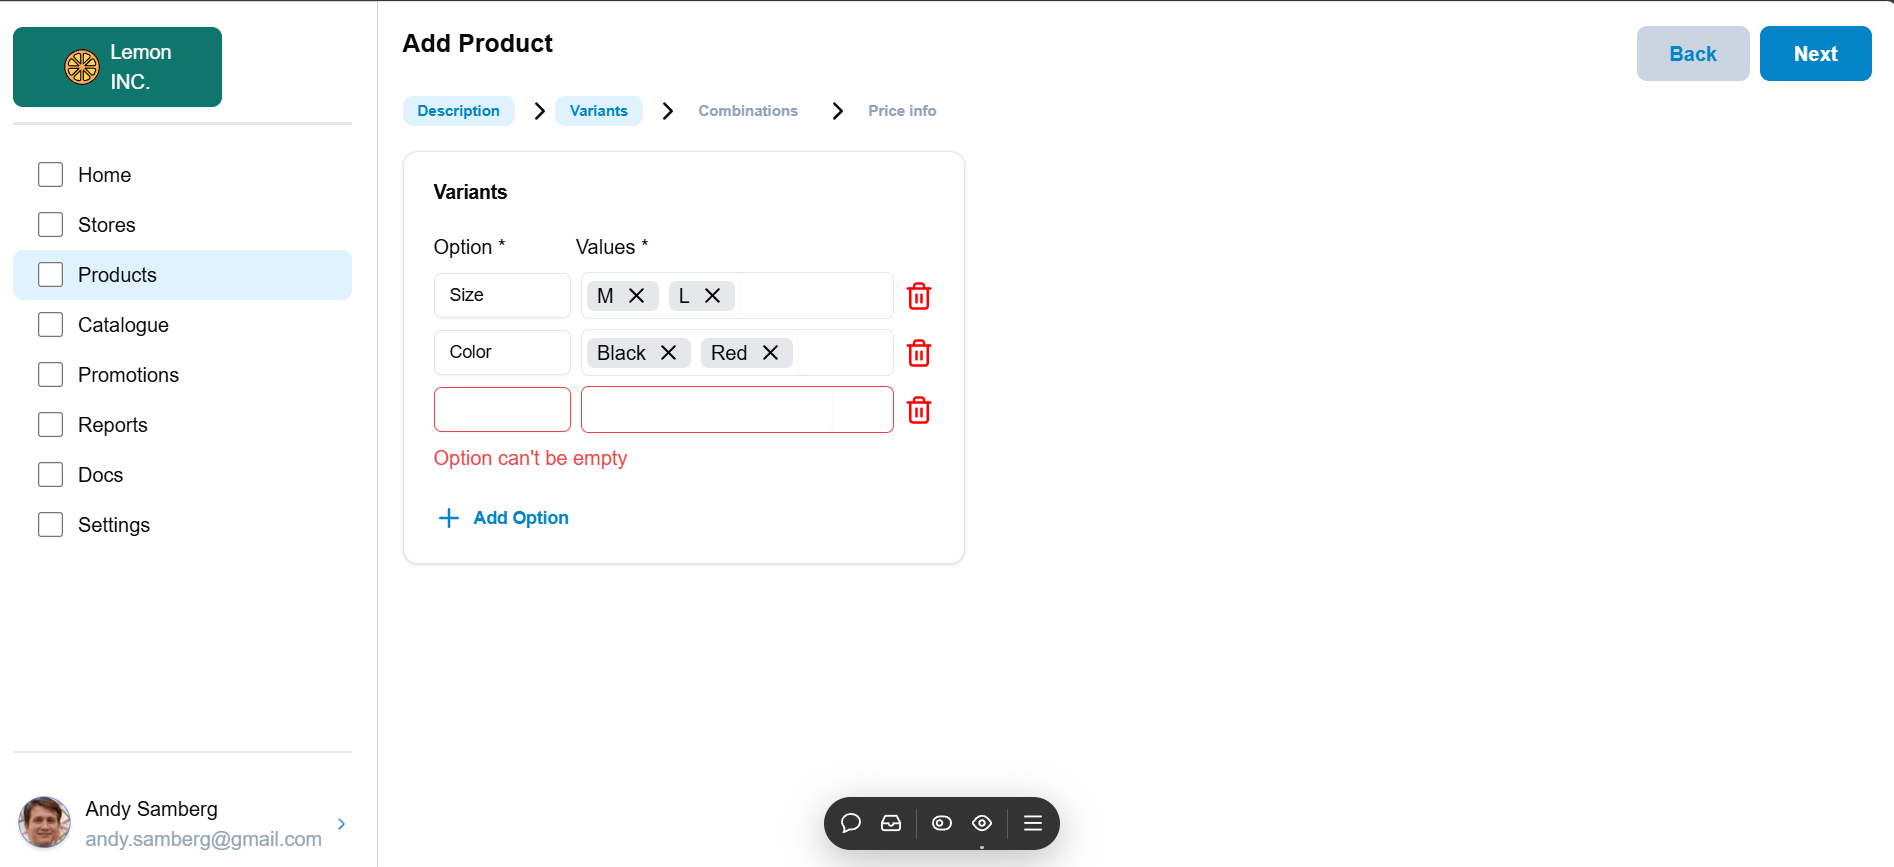 Lemon
INC.
Home
Stores
Products
Catalogue
Promotions
Reports
Docs
Settings
Andy Samberg
andy.samberg@gmail.com
Add Product
Back
Next
Description
Variants
Combinations
Price info
Variants
Option * Values *
Size M L
Color Black Red
Option can't be empty
Add Option